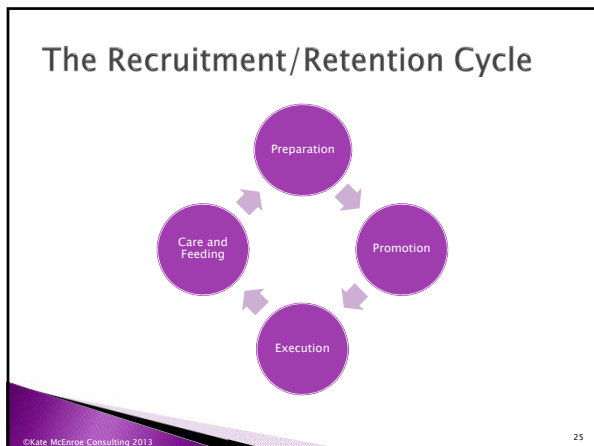 The Recruitment/Retention Cycle
Preparation
Promotion
Execution
Care and
Feeding
©Kate McEnroe Consulting 2013
25